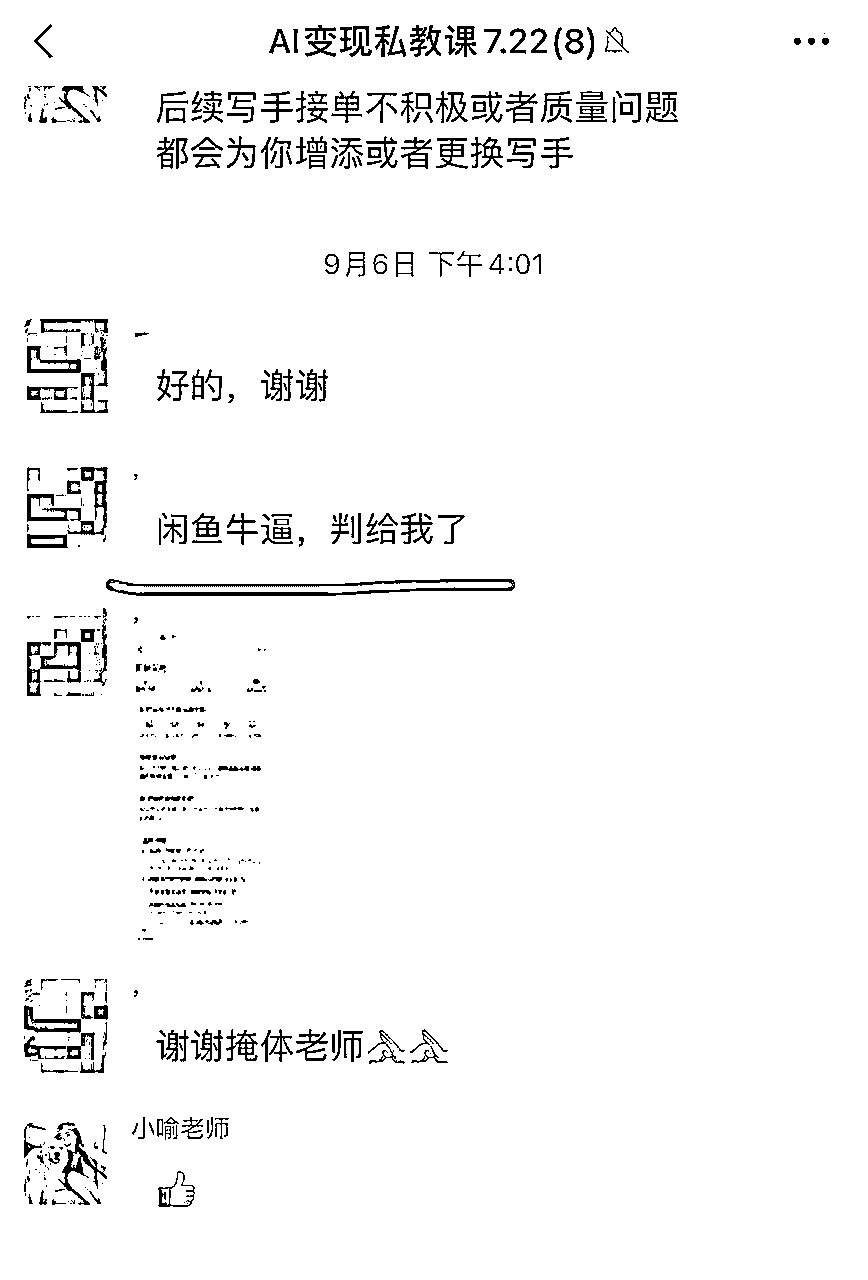 AI变现私教课7.22(8)
后续写手接单不积极或者质量问题
都会为你增添或者更换写手
9月6日 下午4:01
好的，谢谢
闲鱼牛逼，判给我了
谢谢掩体老师
小喻老师